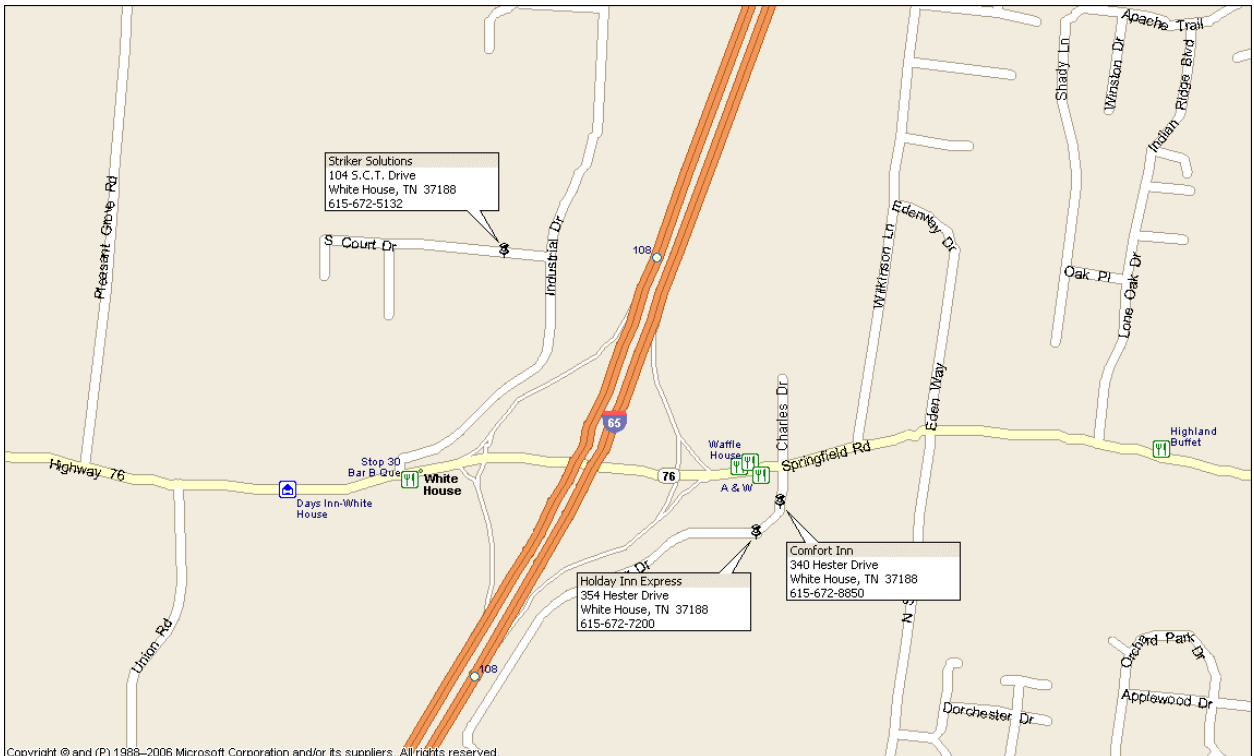 Apache Trail
Shady Ln
Winston Dr
Indian Ridge Blvd
Striker Solutions
104 S.C.T. Drive
White House, TN 37188
615-672-5132
Pleasant Grove Rd
S Court Dr
Industrial Dr
108
Wilkinson Ln
Edenway Dr
Oak Pl
Lone Oak Dr
65
Charles Dr
Eden Way
Highway 76
Stop 30
Bar B Que
White
House
Days Inn-White
House
76
Waffle
House
A & W
Springfield Rd
Highland
Buffet
Comfort Inn
340 Hester Drive
White House, TN 37188
615-672-8850
Dr
Holday Inn Express
354 Hester Drive
White House, TN 37188
615-672-7200
Union Rd
108
Orchard Park Dr
Applewood Dr
Dorchester Dr
Copyright © and (P) 1988–2006 Microsoft Corporation and/or its suppliers. All rights reserved.